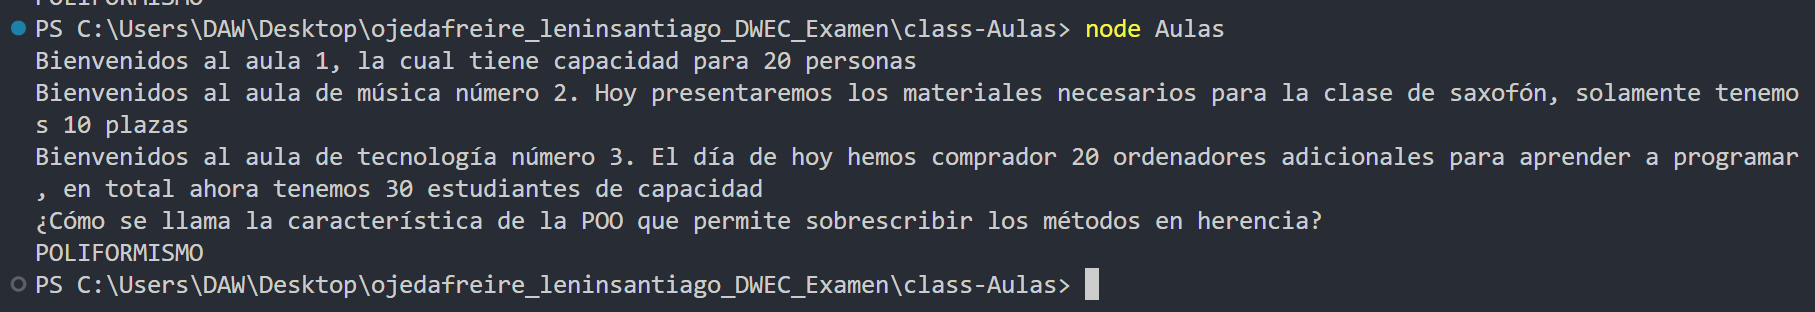 POLIFORMISMO
PS C:\Users\DAW\Desktop\ojedafreire_leninsantiago_DWEC_Examen\class-Aulas> node Aulas
Bienvenidos al aula 1, la cual tiene capacidad para 20 personas
Bienvenidos al aula de música número 2. Hoy presentaremos los materiales necesarios para la clase de saxofón, solamente tenemo
s 10 plazas
Bienvenidos al aula de tecnología número 3. El día de hoy hemos comprador 20 ordenadores adicionales para aprender a programar
, en total ahora tenemos 30 estudiantes de capacidad
¿Cómo se llama la característica de la POO que permite sobrescribir los métodos en herencia?
POLIFORMISMO
PS C:\Users\DAW\Desktop\ojedafreire_leninsantiago_DWEC_Examen\class-Aulas>